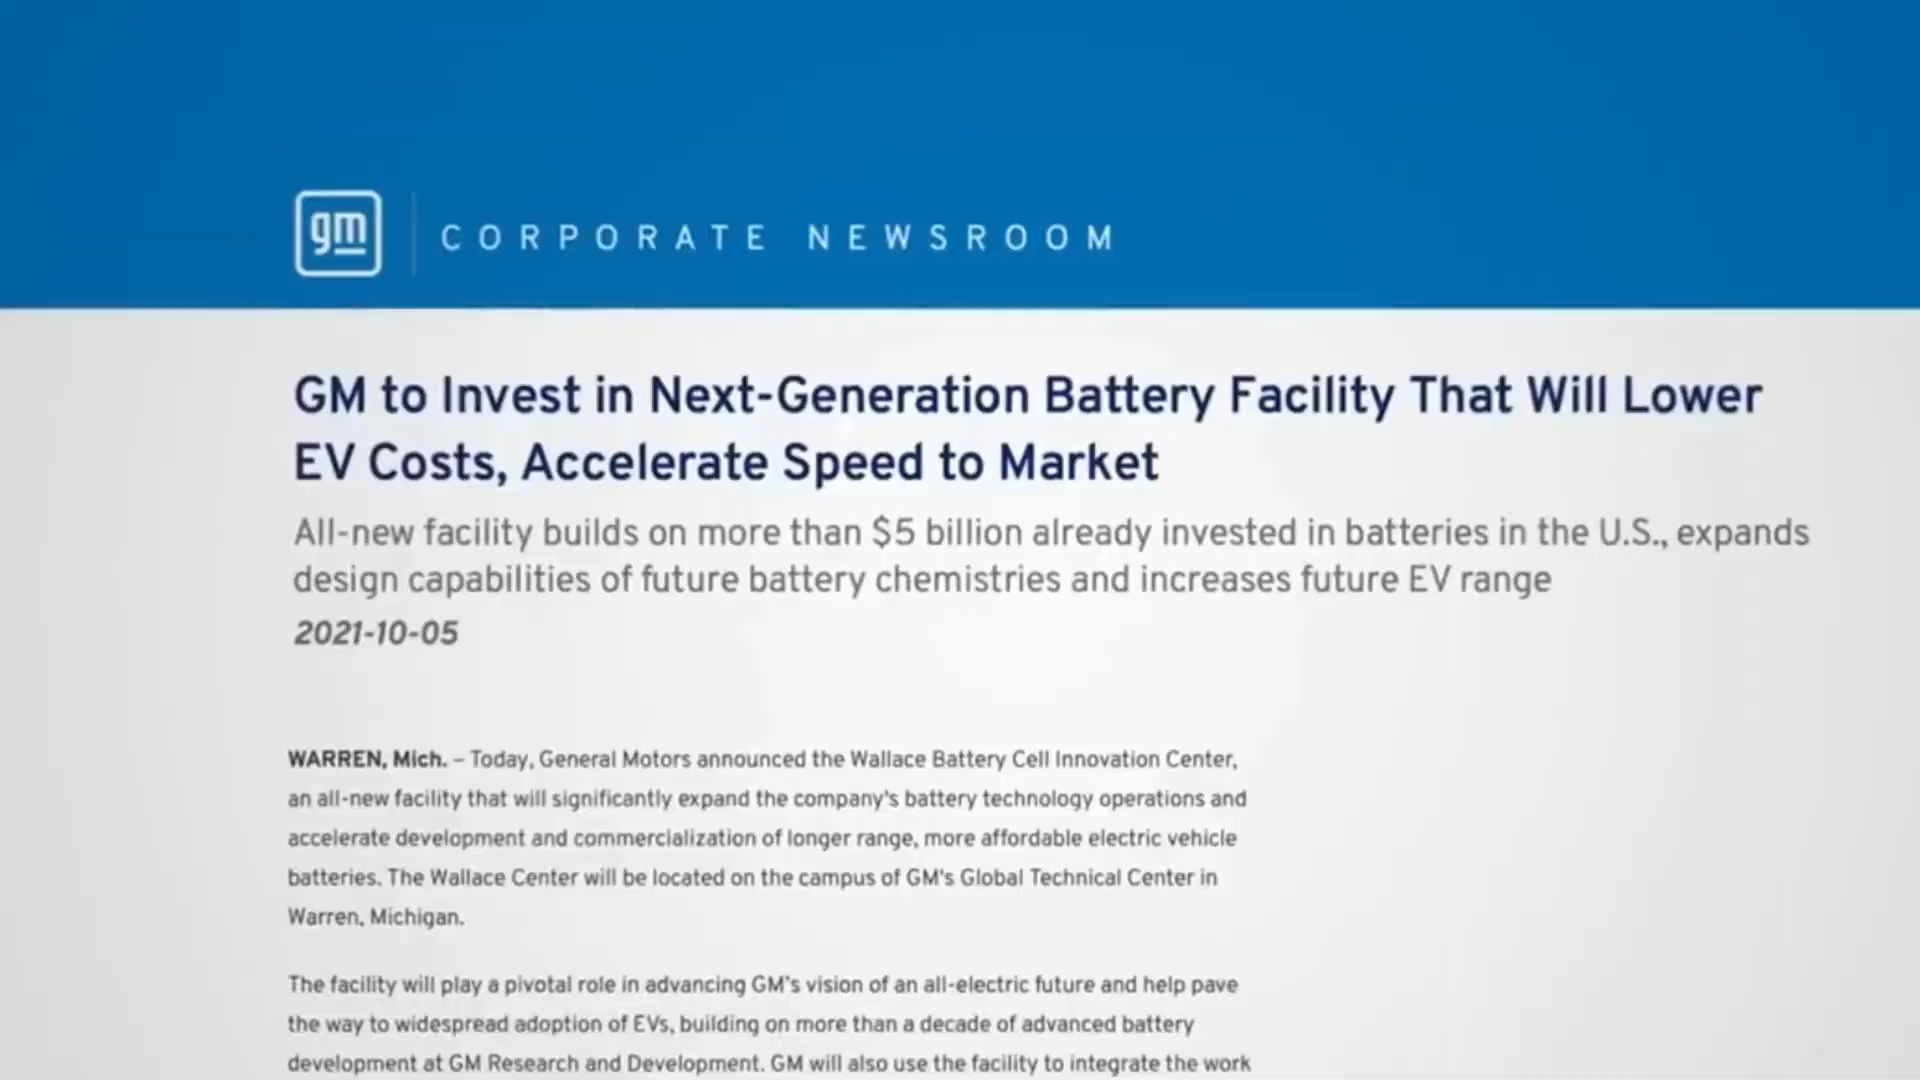 gm
CORPORATE NEWSROOM
GM to Invest in Next-Generation Battery Facility That Will Lower
EV Costs, Accelerate Speed to Market
All-new facility builds on more than $5 billion already invested in batteries in the U.S., expands
design capabilities of future battery chemistries and increases future EV range
2021-10-05
WARREN, Mich. – Today, General Motors announced the Wallace Battery Cell Innovation Center,
an all-new facility that will significantly expand the company's battery technology operations and
accelerate development and commercialization of longer range, more affordable electric vehicle
batteries. The Wallace Center will be located on the campus of GM's Global Technical Center in
Warren, Michigan.
The facility will play a pivotal role in advancing GM's vision of an all-electric future and help pave
the way to widespread adoption of EVs, building on more than a decade of advanced battery
development at GM Research and Development. GM will also use the facility to integrate the work